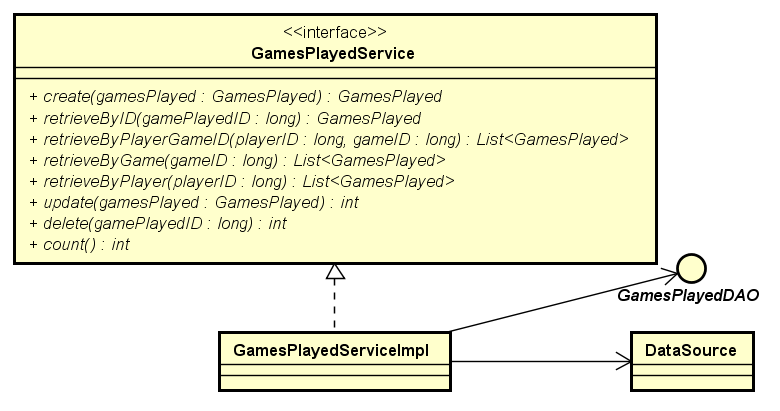 <<interface>>
GamesPlayedService
+ create(gamesPlayed : GamesPlayed) : GamesPlayed
+ retrieveByID(gamePlayedID : long) : GamesPlayed
+ retrieveByPlayerGameID(playerID : long, gameID : long) : List<GamesPlayed>
+ retrieveByGame(gameID : long) : List<GamesPlayed>
+ retrieveByPlayer(playerID : long) : List<GamesPlayed>
+ update(gamesPlayed : GamesPlayed) : int
+ delete(gamePlayedID : long) : int
+ count() : int
GamesPlayedDAO
GamesPlayedServiceImpl
DataSource